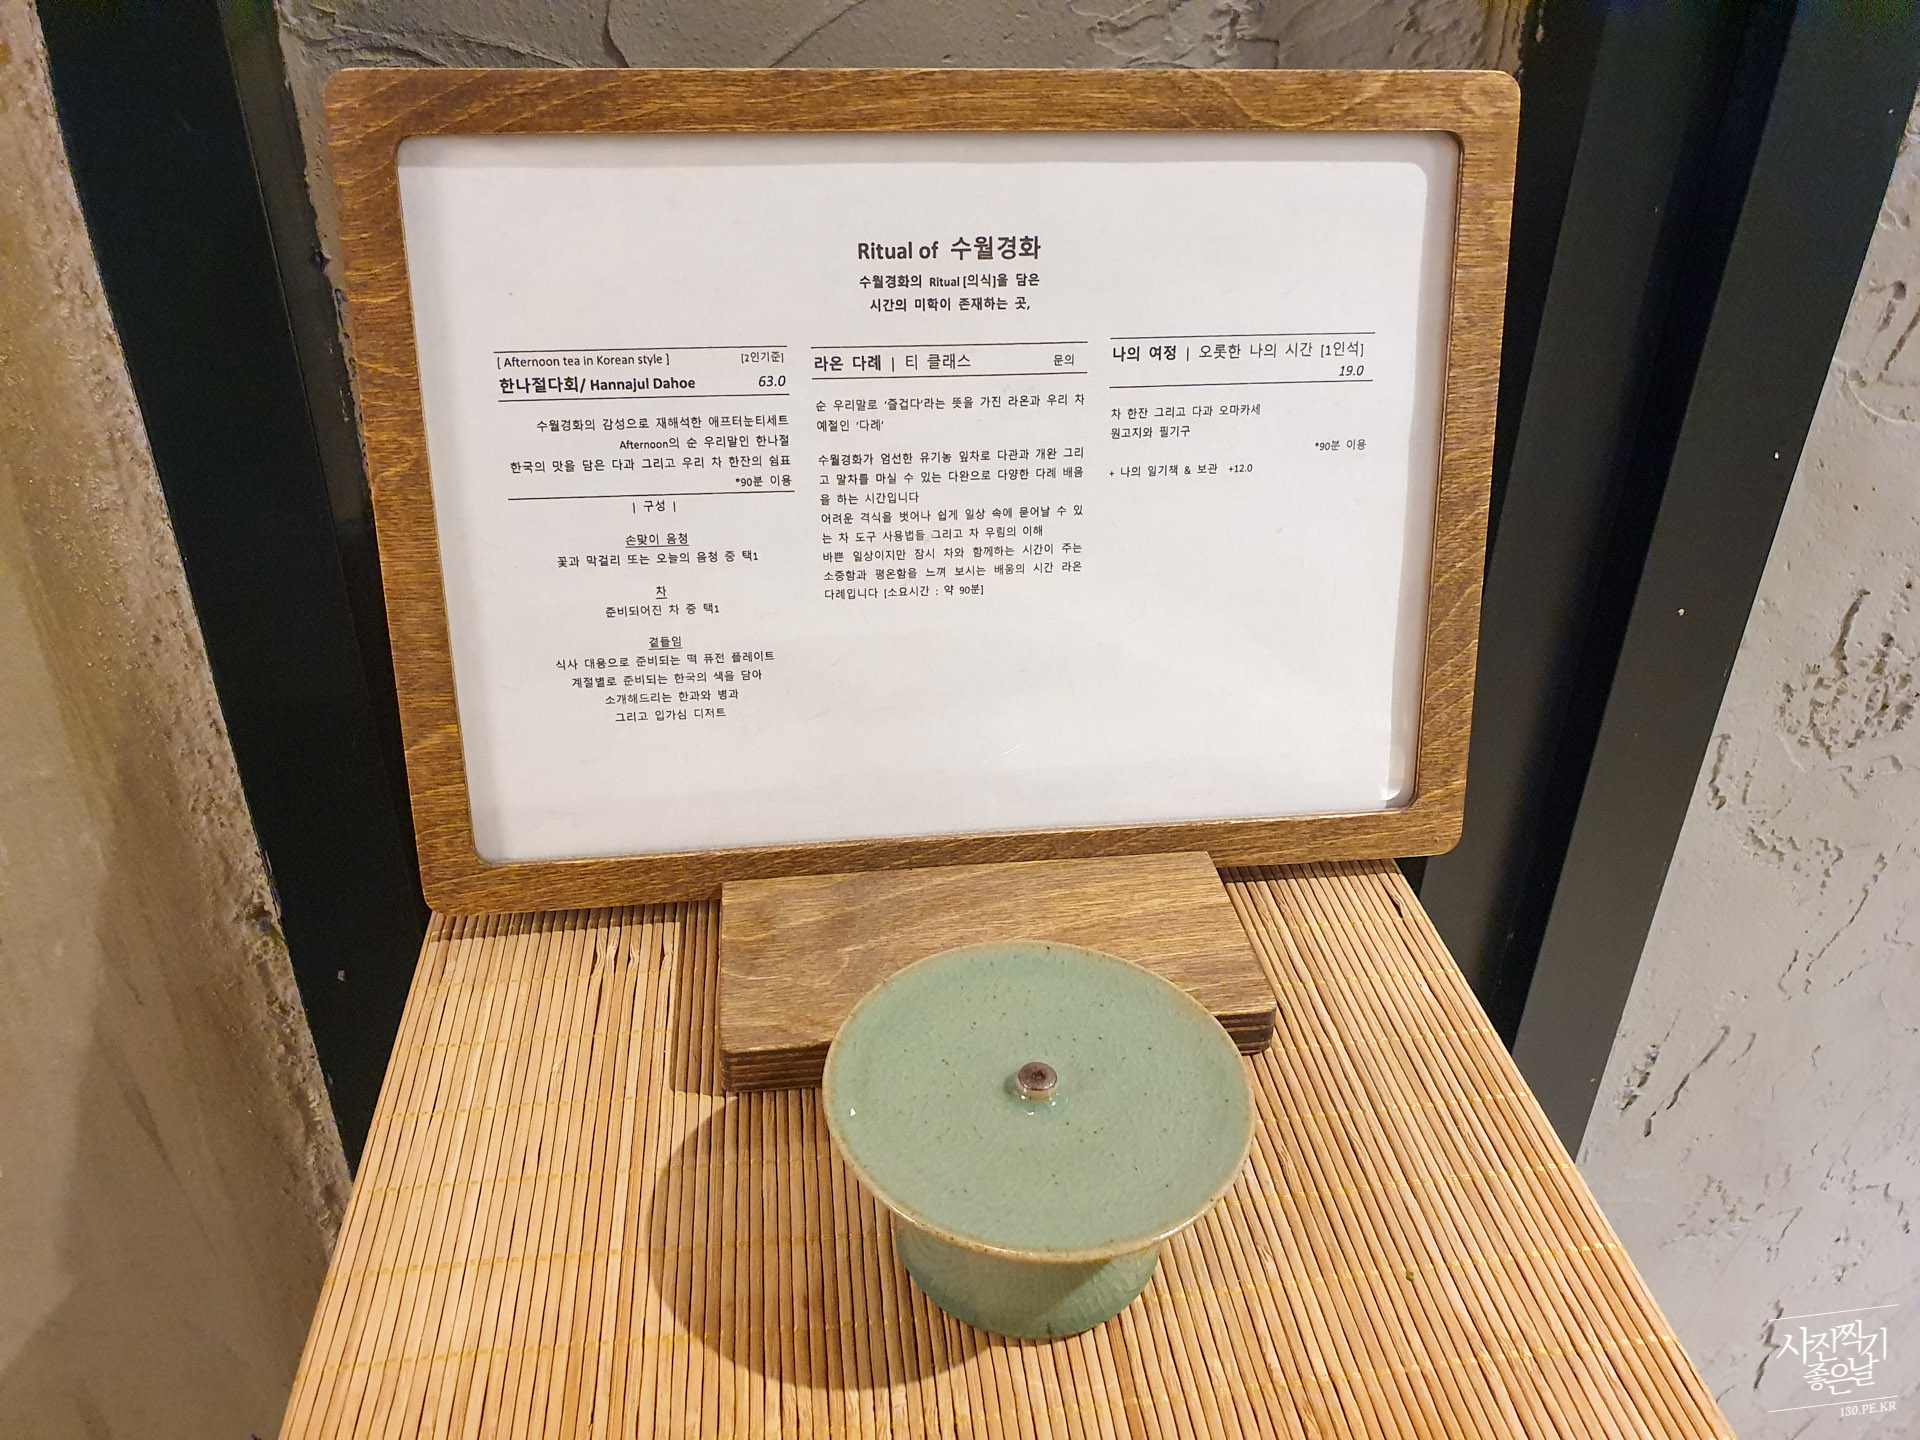 Ritual of 수월경화
수월경화의 Ritual [의식]을 담은
시간의 미학이 존재하는 곳,
[ Afternoon tea in Korean style ] [2인기준]
한나절다회/ Hannajul Dahoe 63.0
수월경화의 감성으로 재해석한 애프터눈티세트
Afternoon의 순 우리말인 한나절
한국의 맛을 담은 다과 그리고 우리 차 한잔의 쉼표
*90분 이용
| 구성 |
손맞이 음청
꽃과 막걸리 또는 오늘의 음청 중 택1
차
준비되어진 차 중 택1
곁들임
식사 대용으로 준비되는 떡 퓨전 플레이트
계절별로 준비되는 한국의 색을 담아
소개해드리는 한과와 병과
그리고 입가심 디저트
라온 다례 | 티 클래스 문의
순 우리말로 '즐겁다'라는 뜻을 가진 라온과 우리 차
예절인 '다례'
수월경화가 엄선한 유기농 잎차로 다관과 개완 그리
고 말차를 마실 수 있는 다완으로 다양한 다례 배움
을 하는 시간입니다
어려운 격식을 벗어나 쉽게 일상 속에 묻어날 수 있
는 차 도구 사용법들 그리고 차 우림의 이해
바쁜 일상이지만 잠시 차와 함께하는 시간이 주는
소중함과 평온함을 느껴 보시는 배움의 시간 라온
다례입니다 [소요시간 : 약 90분]
나의 여정 | 오롯한 나의 시간 [1인석]
19.0
차 한잔 그리고 다과 오마카세
원고지와 필기구
*90분 이용
+ 나의 일기책 & 보관 +12.0
사진찍기
좋은날
130.PE.KR